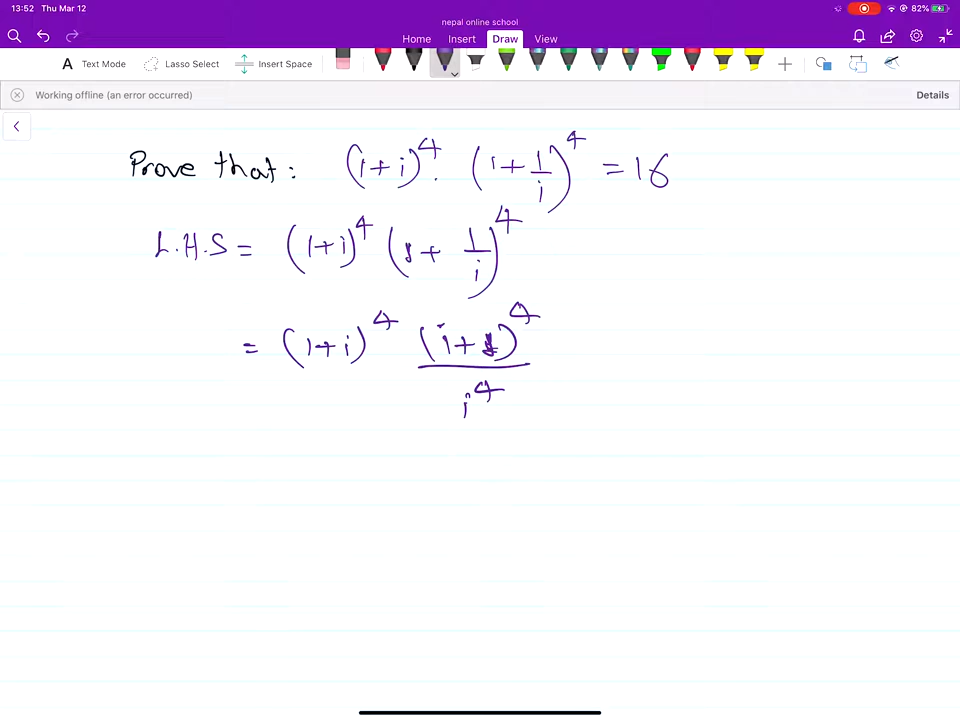 13:52 Thu Mar 12
82%
nepal online school
Home Insert Draw View
Text Mode Lasso Select Insert Space
Working offline (an error occurred) Details
Prove that: (1+i)^4 . (1+1/i)^4 = 16
L.H.S = (1+i)^4 (1+1/i)^4
= (1+i)^4 (i+1)^4
i^4